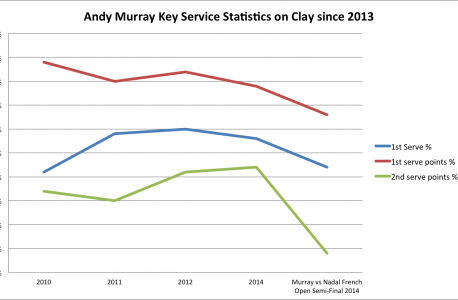 Andy Murray Key Service Statistics on Clay since 2013
%
%
%
%
%
%
%
%
%
%
%
1st Serve %
1st serve points %
2nd serve points %
2010
2011
2012
2014
Murray vs Nadal French
Open Semi-Final 2014